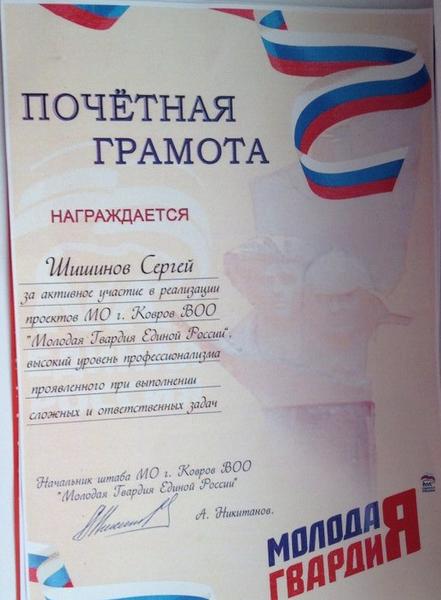 ПОЧЁТНАЯ
ГРАМОТА
НАГРАЖДАЕТСЯ
Шишинов Сергей
за активное участие в реализации
проектов МО г. Ковров ВОО
"Молодая Гвардия Единой России",
высокий уровень профессионализма
проявленного при выполнении
сложных и ответственных задач
Начальник штаба МО г. Ковров ВОО
"Молодая Гвардия Единой России"
А. Никитанов.
МОЛОДАЯ
ГВАРДИЯ